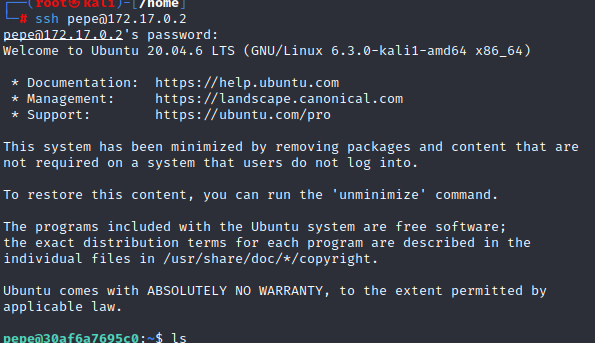 ┌──(root㉿kali)-[/home]
└─# ssh pepe@172.17.0.2
pepe@172.17.0.2's password:
Welcome to Ubuntu 20.04.6 LTS (GNU/Linux 6.3.0-kali1-amd64 x86_64)
* Documentation:  https://help.ubuntu.com
* Management:     https://landscape.canonical.com
* Support:        https://ubuntu.com/pro
This system has been minimized by removing packages and content that are
not required on a system that users do not log into.
To restore this content, you can run the 'unminimize' command.
The programs included with the Ubuntu system are free software;
the exact distribution terms for each program are described in the
individual files in /usr/share/doc/*/copyright.
Ubuntu comes with ABSOLUTELY NO WARRANTY, to the extent permitted by
applicable law.
pepe@30af6a7695c0:~$ ls